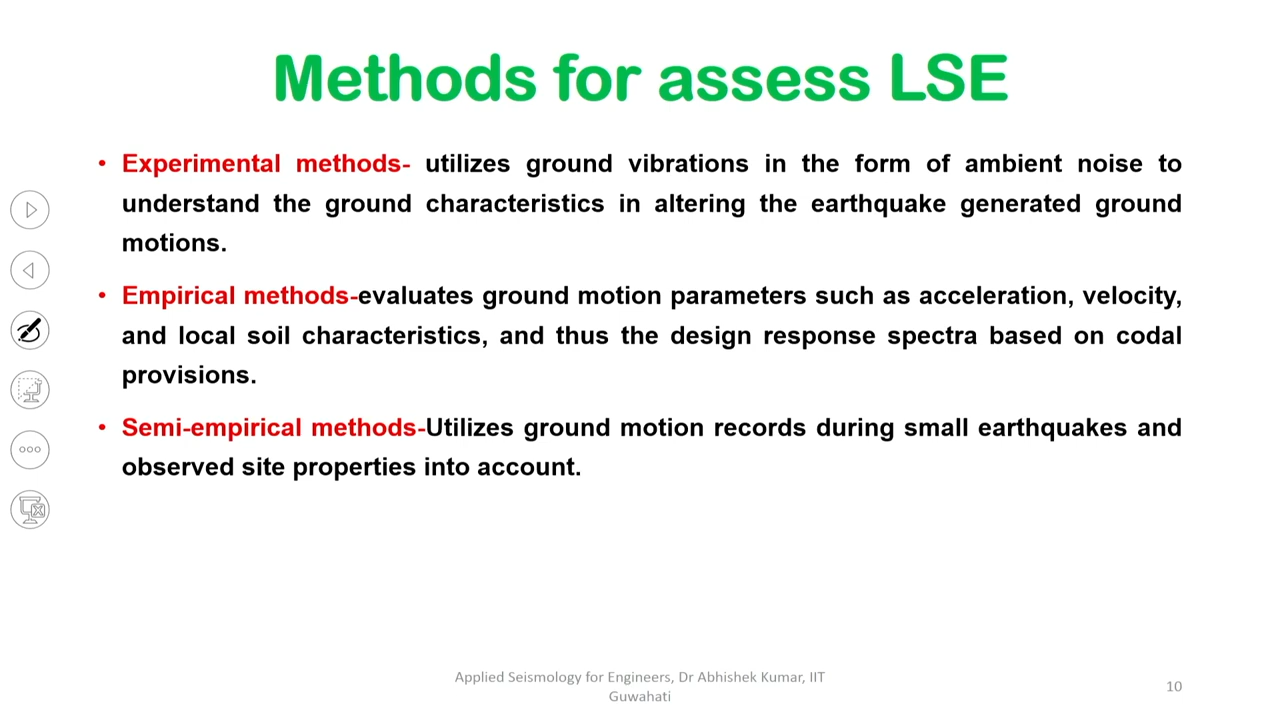 Methods for assess LSE
• Experimental methods- utilizes ground vibrations in the form of ambient noise to
understand the ground characteristics in altering the earthquake generated ground
motions.
• Empirical methods-evaluates ground motion parameters such as acceleration, velocity,
and local soil characteristics, and thus the design response spectra based on codal
provisions.
• Semi-empirical methods-Utilizes ground motion records during small earthquakes and
observed site properties into account.
Applied Seismology for Engineers, Dr Abhishek Kumar, IIT
Guwahati
10